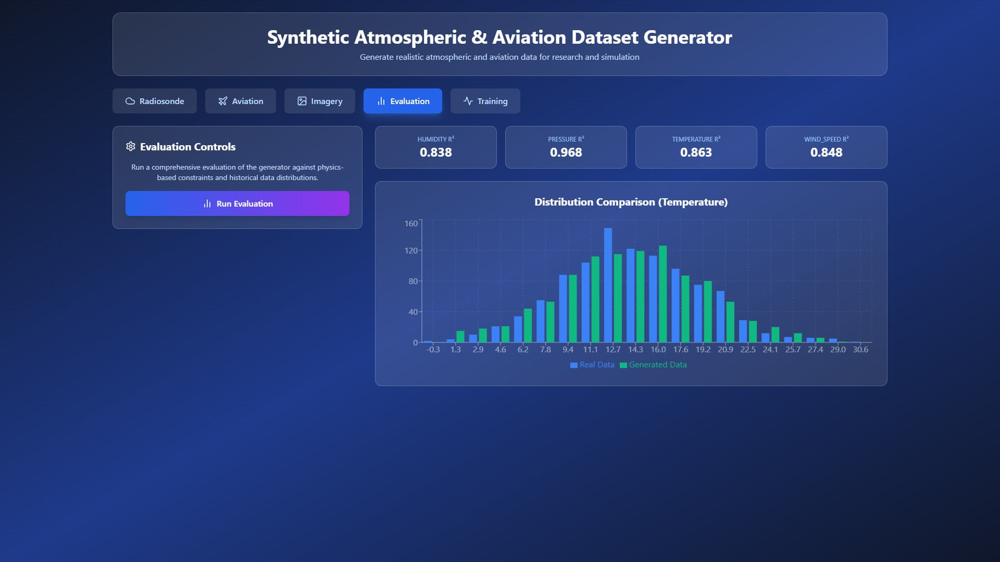 Synthetic Atmospheric & Aviation Dataset Generator
Generate realistic atmospheric and aviation data for research and simulation
Radiosonde Aviation Imagery Evaluation Training
Evaluation Controls
Run a comprehensive evaluation of the generator against physics-
based constraints and historical data distributions.
Run Evaluation
HUMIDITY R²
0.838
PRESSURE R²
0.968
TEMPERATURE R²
0.863
WIND_SPEED R²
0.848
Distribution Comparison (Temperature)
160
120
80
40
0
-0.3 1.3 2.9 4.6 6.2 7.8 9.4 11.1 12.7 14.3 16.0 17.6 19.2 20.9 22.5 24.1 25.7 27.4 29.0 30.6
Real Data Generated Data